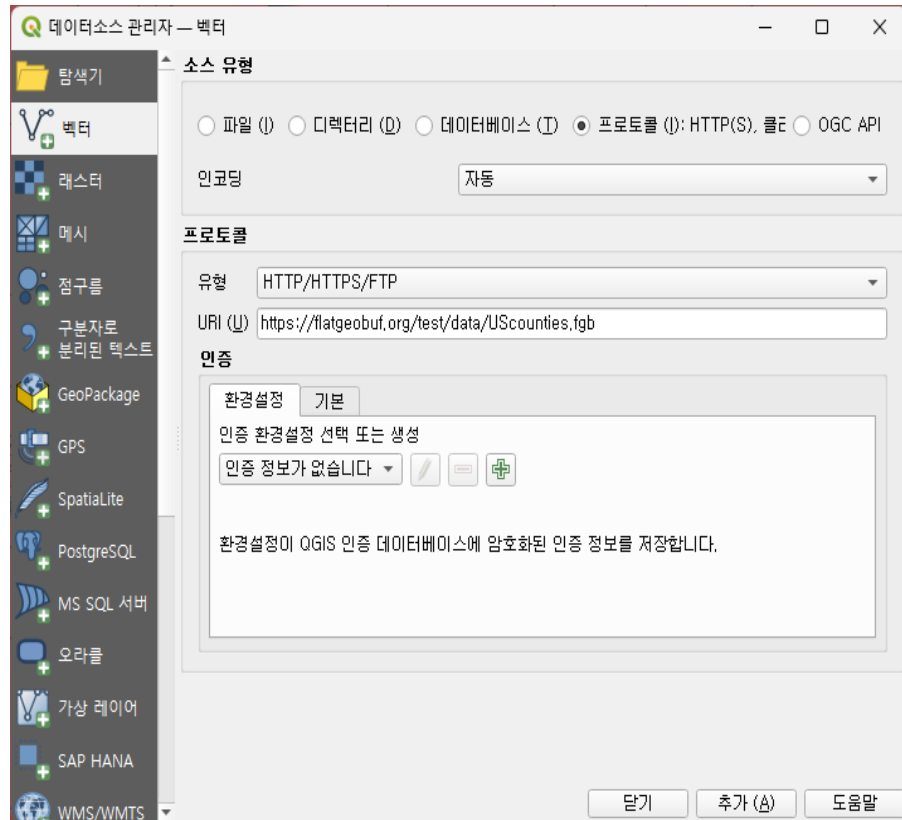 데이터소스 관리자 — 벡터
탐색기
벡터
래스터
메시
점구름
구분자로
분리된 텍스트
GeoPackage
GPS
SpatiaLite
PostgreSQL
MS SQL 서버
오라클
가상 레이어
SAP HANA
WMS/WMTS
소스 유형
파일 (I) 디렉터리 (D) 데이터베이스 (T) 프로토콜 (I): HTTP(S), 클 OGC API
인코딩 자동
프로토콜
유형 HTTP/HTTPS/FTP
URI (U) https://flatgeobuf.org/test/data/UScounties.fgb
인증
환경설정 기본
인증 환경설정 선택 또는 생성
인증 정보가 없습니다
환경설정이 QGIS 인증 데이터베이스에 암호화된 인증 정보를 저장합니다.
닫기 추가 (A) 도움말